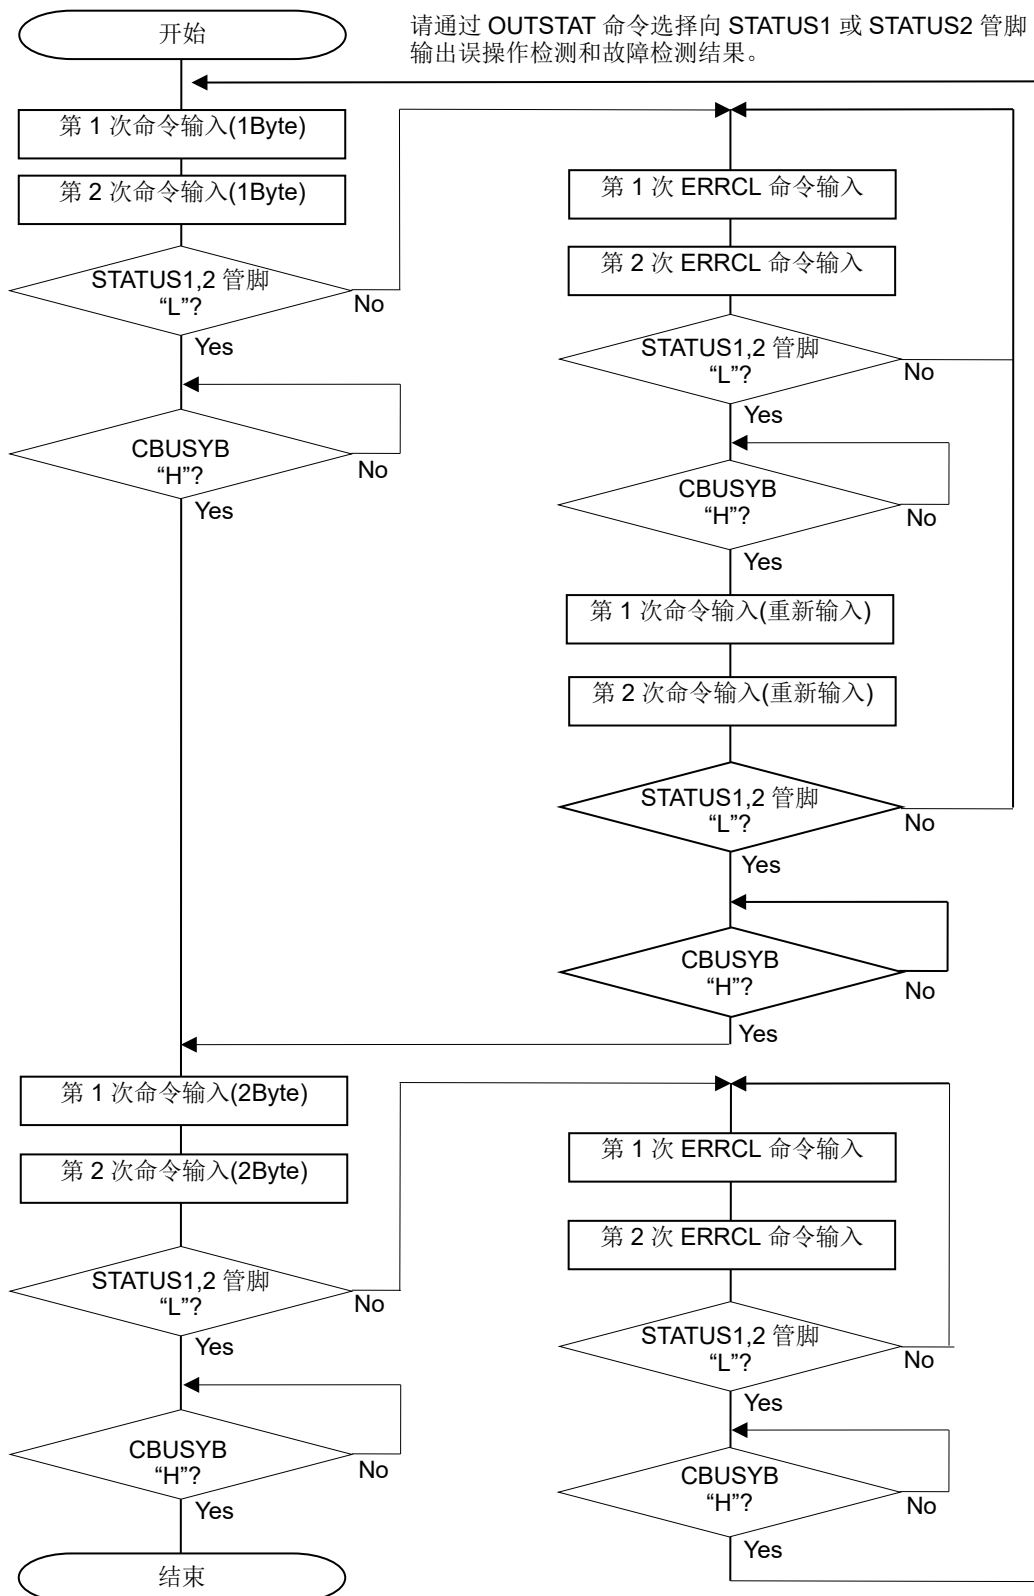 开始
请通过 OUTSTAT 命令选择向 STATUS1 或 STATUS2 管脚
输出误操作检测和故障检测结果。
第 1 次命令输入(1Byte)
第 2 次命令输入(1Byte)
STATUS1,2 管脚
“L”?
No
Yes
CBUSYB
“H”?
No
Yes
第 1 次 ERRCL 命令输入
第 2 次 ERRCL 命令输入
STATUS1,2 管脚
“L”?
No
Yes
CBUSYB
“H”?
No
Yes
第 1 次命令输入(重新输入)
第 2 次命令输入(重新输入)
STATUS1,2 管脚
“L”?
No
Yes
CBUSYB
“H”?
No
Yes
第 1 次命令输入(2Byte)
第 2 次命令输入(2Byte)
STATUS1,2 管脚
“L”?
No
Yes
CBUSYB
“H”?
No
Yes
结束
第 1 次 ERRCL 命令输入
第 2 次 ERRCL 命令输入
STATUS1,2 管脚
“L”?
No
Yes
CBUSYB
“H”?
No
Yes